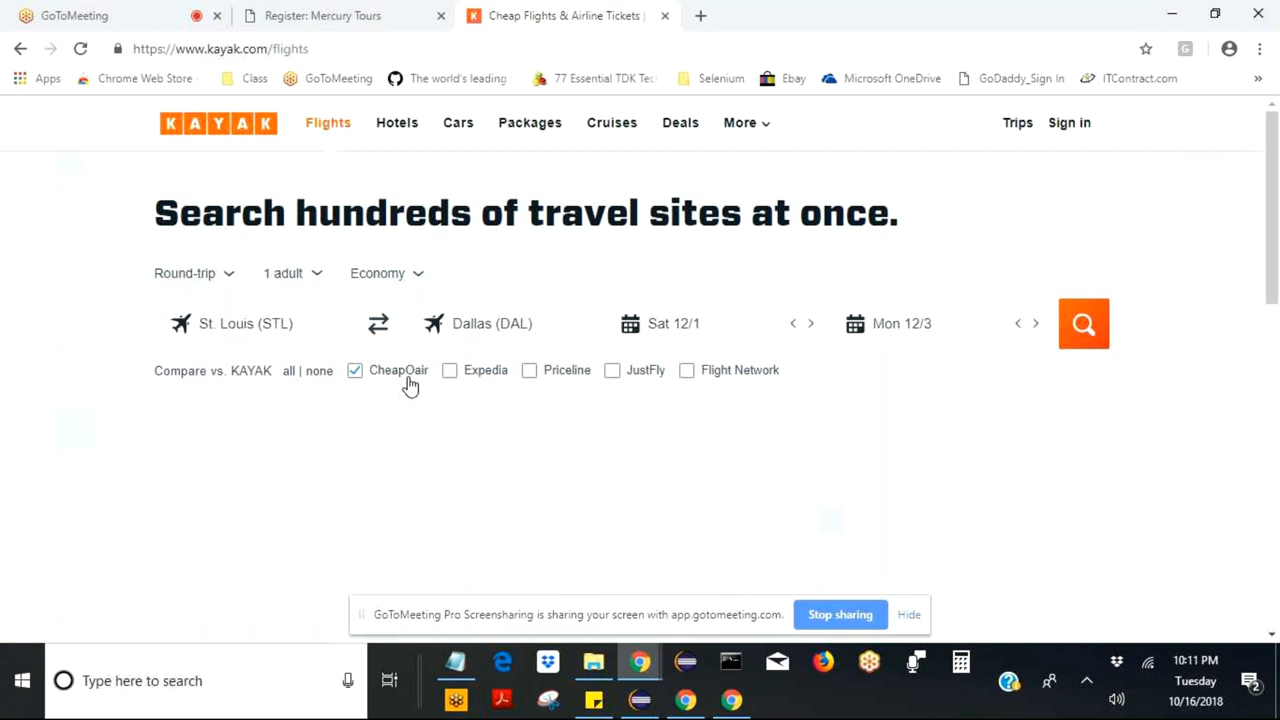 GoToMeeting
Register: Mercury Tours
Cheap Flights & Airline Tickets |
https://www.kayak.com/flights
Apps
Chrome Web Store
Class
GoToMeeting
The world's leading
77 Essential TDK Tec
Selenium
Ebay
Microsoft OneDrive
GoDaddy_Sign In
ITContract.com
»
KAYAK
Flights
Hotels
Cars
Packages
Cruises
Deals
More
Trips
Sign in
Search hundreds of travel sites at once.
Round-trip
1 adult
Economy
St. Louis (STL)
Dallas (DAL)
Sat 12/1
Mon 12/3
Compare vs. KAYAK
all | none
CheapOair
Expedia
Priceline
JustFly
Flight Network
GoToMeeting Pro Screensharing is sharing your screen with app.gotomeeting.com.
Stop sharing
Hide
Type here to search
10:11 PM
Tuesday
10/16/2018
2